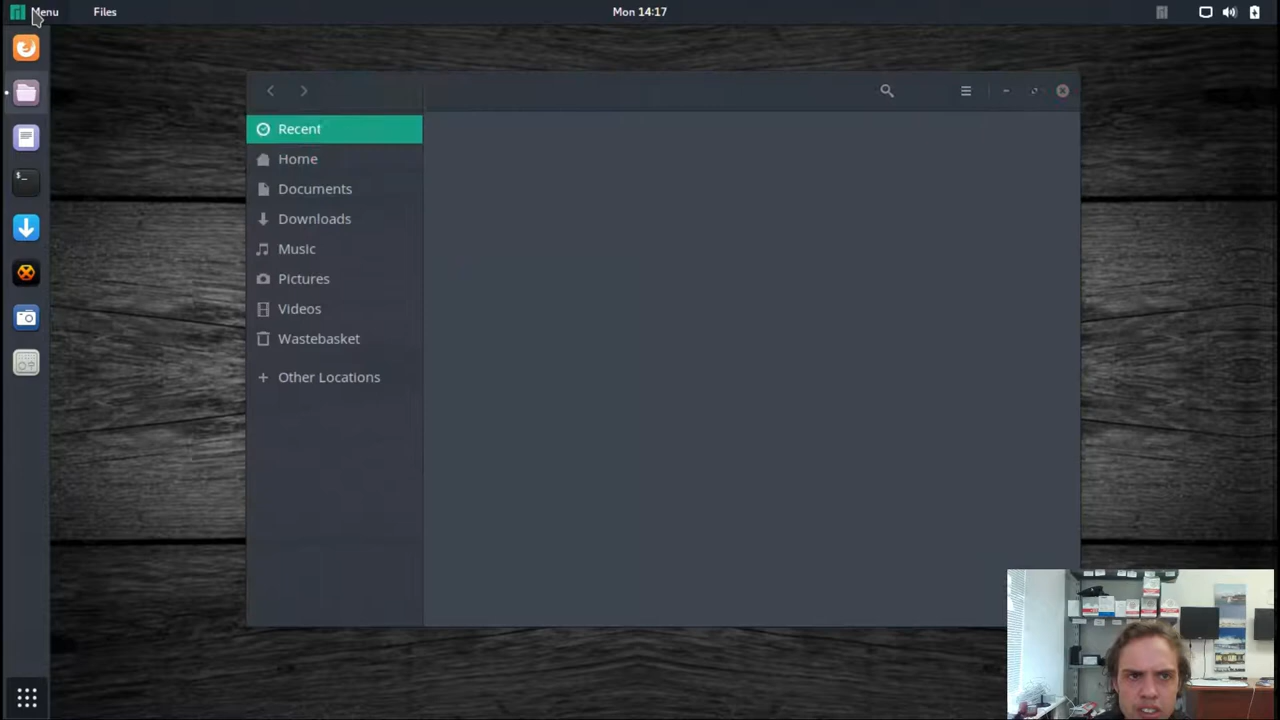 Menu Files Mon 14:17
Recent
Home
Documents
Downloads
Music
Pictures
Videos
Wastebasket
Other Locations